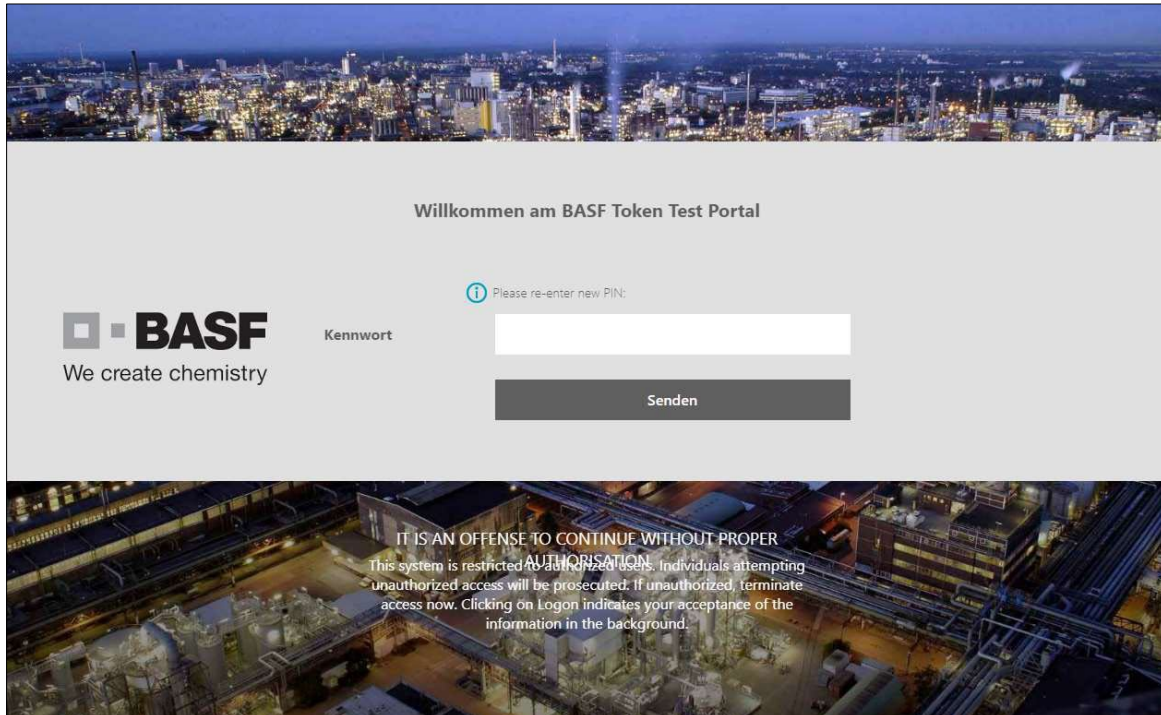 Willkommen am BASF Token Test Portal
Please re-enter new PIN:
BASF
We create chemistry
Kennwort
Senden
IT IS AN OFFENSE TO CONTINUE WITHOUT PROPER
AUTHORISATION
This system is restricted to authorized users. Individuals attempting
unauthorized access will be prosecuted. If unauthorized, terminate
access now. Clicking on Logon indicates your acceptance of the
information in the background.